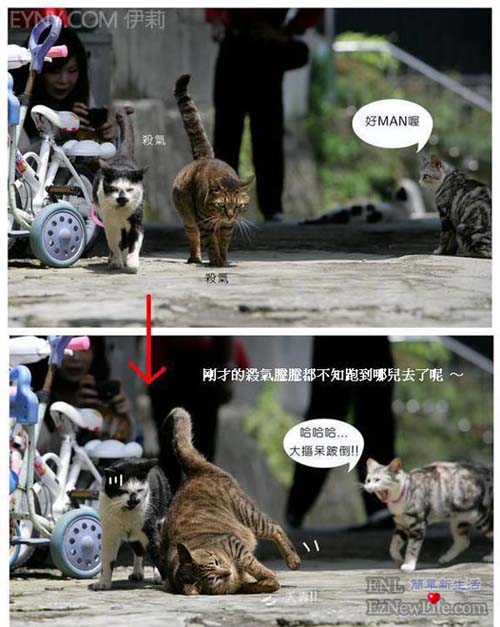 EYNY.COM 伊莉
殺氣
好MAN喔
殺氣
剛才的殺氣騰騰都不知跑到哪兒去了呢 ～
哈哈哈...
大摳呆跛倒!!
ENL 簡單新生活
EzNewLife.com